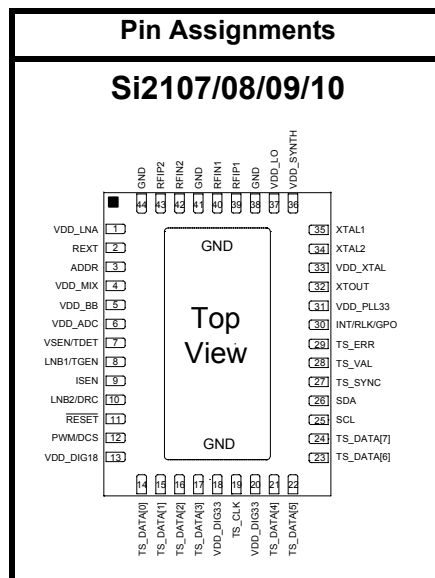 Pin Assignments
Si2107/08/09/10
GND
RFIP2
RFIN2
GND
RFIN1
RFIP1
GND
VDD_LO
VDD_SYNTH
44
43
42
41
40
39
38
37
36
VDD_LNA 1
REXT 2
ADDR 3
VDD_MIX 4
VDD_BB 5
VDD_ADC 6
VSEN/TDET 7
LNB1/TGEN 8
ISEN 9
LNB2/DRC 10
RESET 11
PWM/DCS 12
VDD_DIG18 13
GND
Top
View
GND
35 XTAL1
34 XTAL2
33 VDD_XTAL
32 XTOUT
31 VDD_PLL33
30 INT/RLK/GPO
29 TS_ERR
28 TS_VAL
27 TS_SYNC
26 SDA
25 SCL
24 TS_DATA[7]
23 TS_DATA[6]
14
15
16
17
18
19
20
21
22
TS_DATA[0]
TS_DATA[1]
TS_DATA[2]
TS_DATA[3]
VDD_DIG33
TS_CLK
VDD_DIG33
TS_DATA[4]
TS_DATA[5]